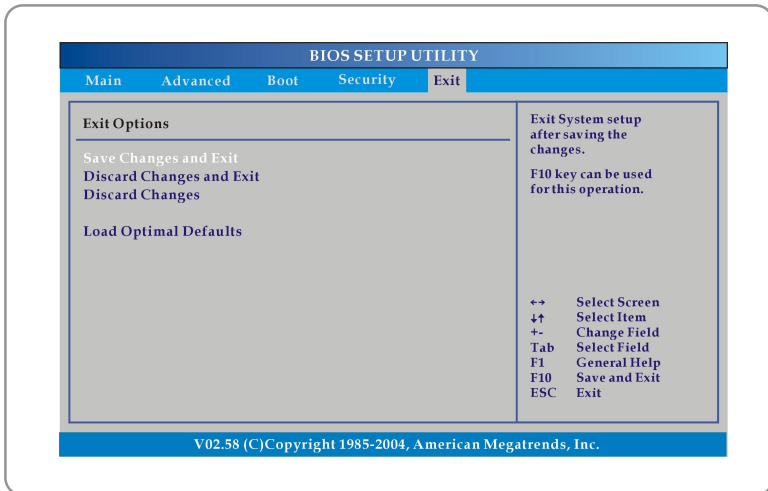 BIOS SETUP UTILITY
Main Advanced Boot Security Exit
Exit Options
Save Changes and Exit
Discard Changes and Exit
Discard Changes
Load Optimal Defaults
Exit System setup
after saving the
changes.
F10 key can be used
for this operation.
←→ Select Screen
↓↑ Select Item
+- Change Field
Tab Select Field
F1 General Help
F10 Save and Exit
ESC Exit
V02.58 (C)Copyright 1985-2004, American Megatrends, Inc.